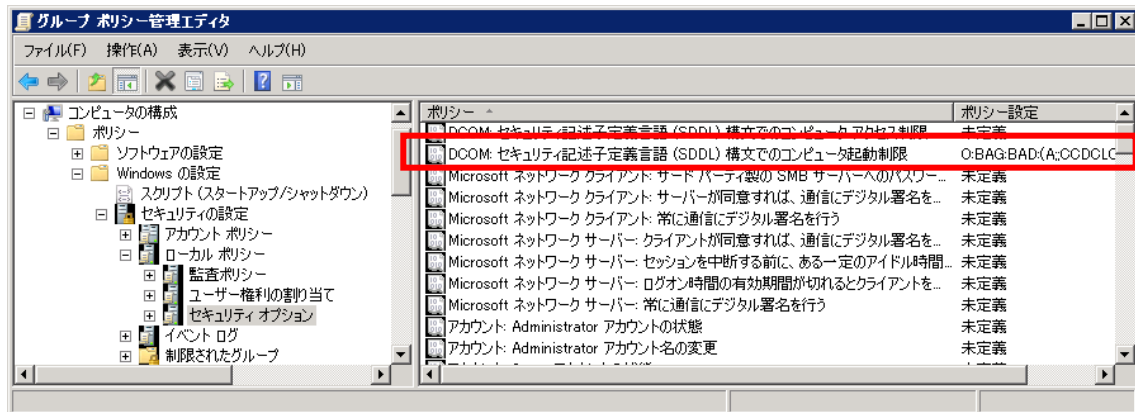 グループ ポリシー管理エディタ
ファイル(F) 操作(A) 表示(V) ヘルプ(H)
コンピュータの構成
ポリシー
ソフトウェアの設定
Windows の設定
スクリプト (スタートアップ/シャットダウン)
セキュリティの設定
アカウント ポリシー
ローカル ポリシー
監査ポリシー
ユーザー権利の割り当て
セキュリティ オプション
イベント ログ
制限されたグループ
ポリシー ポリシー設定
DCOM: セキュリティ記述子定義言語 (SDDL) 構文でのコンピュータ アクセス制限 未定義
DCOM: セキュリティ記述子定義言語 (SDDL) 構文でのコンピュータ起動制限 O:BAG:BAD:(A;;CCDCLC
Microsoft ネットワーク クライアント: サード パーティ製の SMB サーバーへのパスワー... 未定義
Microsoft ネットワーク クライアント: サーバーが同意すれば、通信にデジタル署名を... 未定義
Microsoft ネットワーク クライアント: 常に通信にデジタル署名を行う 未定義
Microsoft ネットワーク サーバー: クライアントが同意すれば、通信にデジタル署名を... 未定義
Microsoft ネットワーク サーバー: セッションを中断する前に、ある一定のアイドル時間... 未定義
Microsoft ネットワーク サーバー: ログオン時間の有効期間が切れるとクライアントを... 未定義
Microsoft ネットワーク サーバー: 常に通信にデジタル署名を行う 未定義
アカウント: Administrator アカウントの状態 未定義
アカウント: Administrator アカウント名の変更 未定義